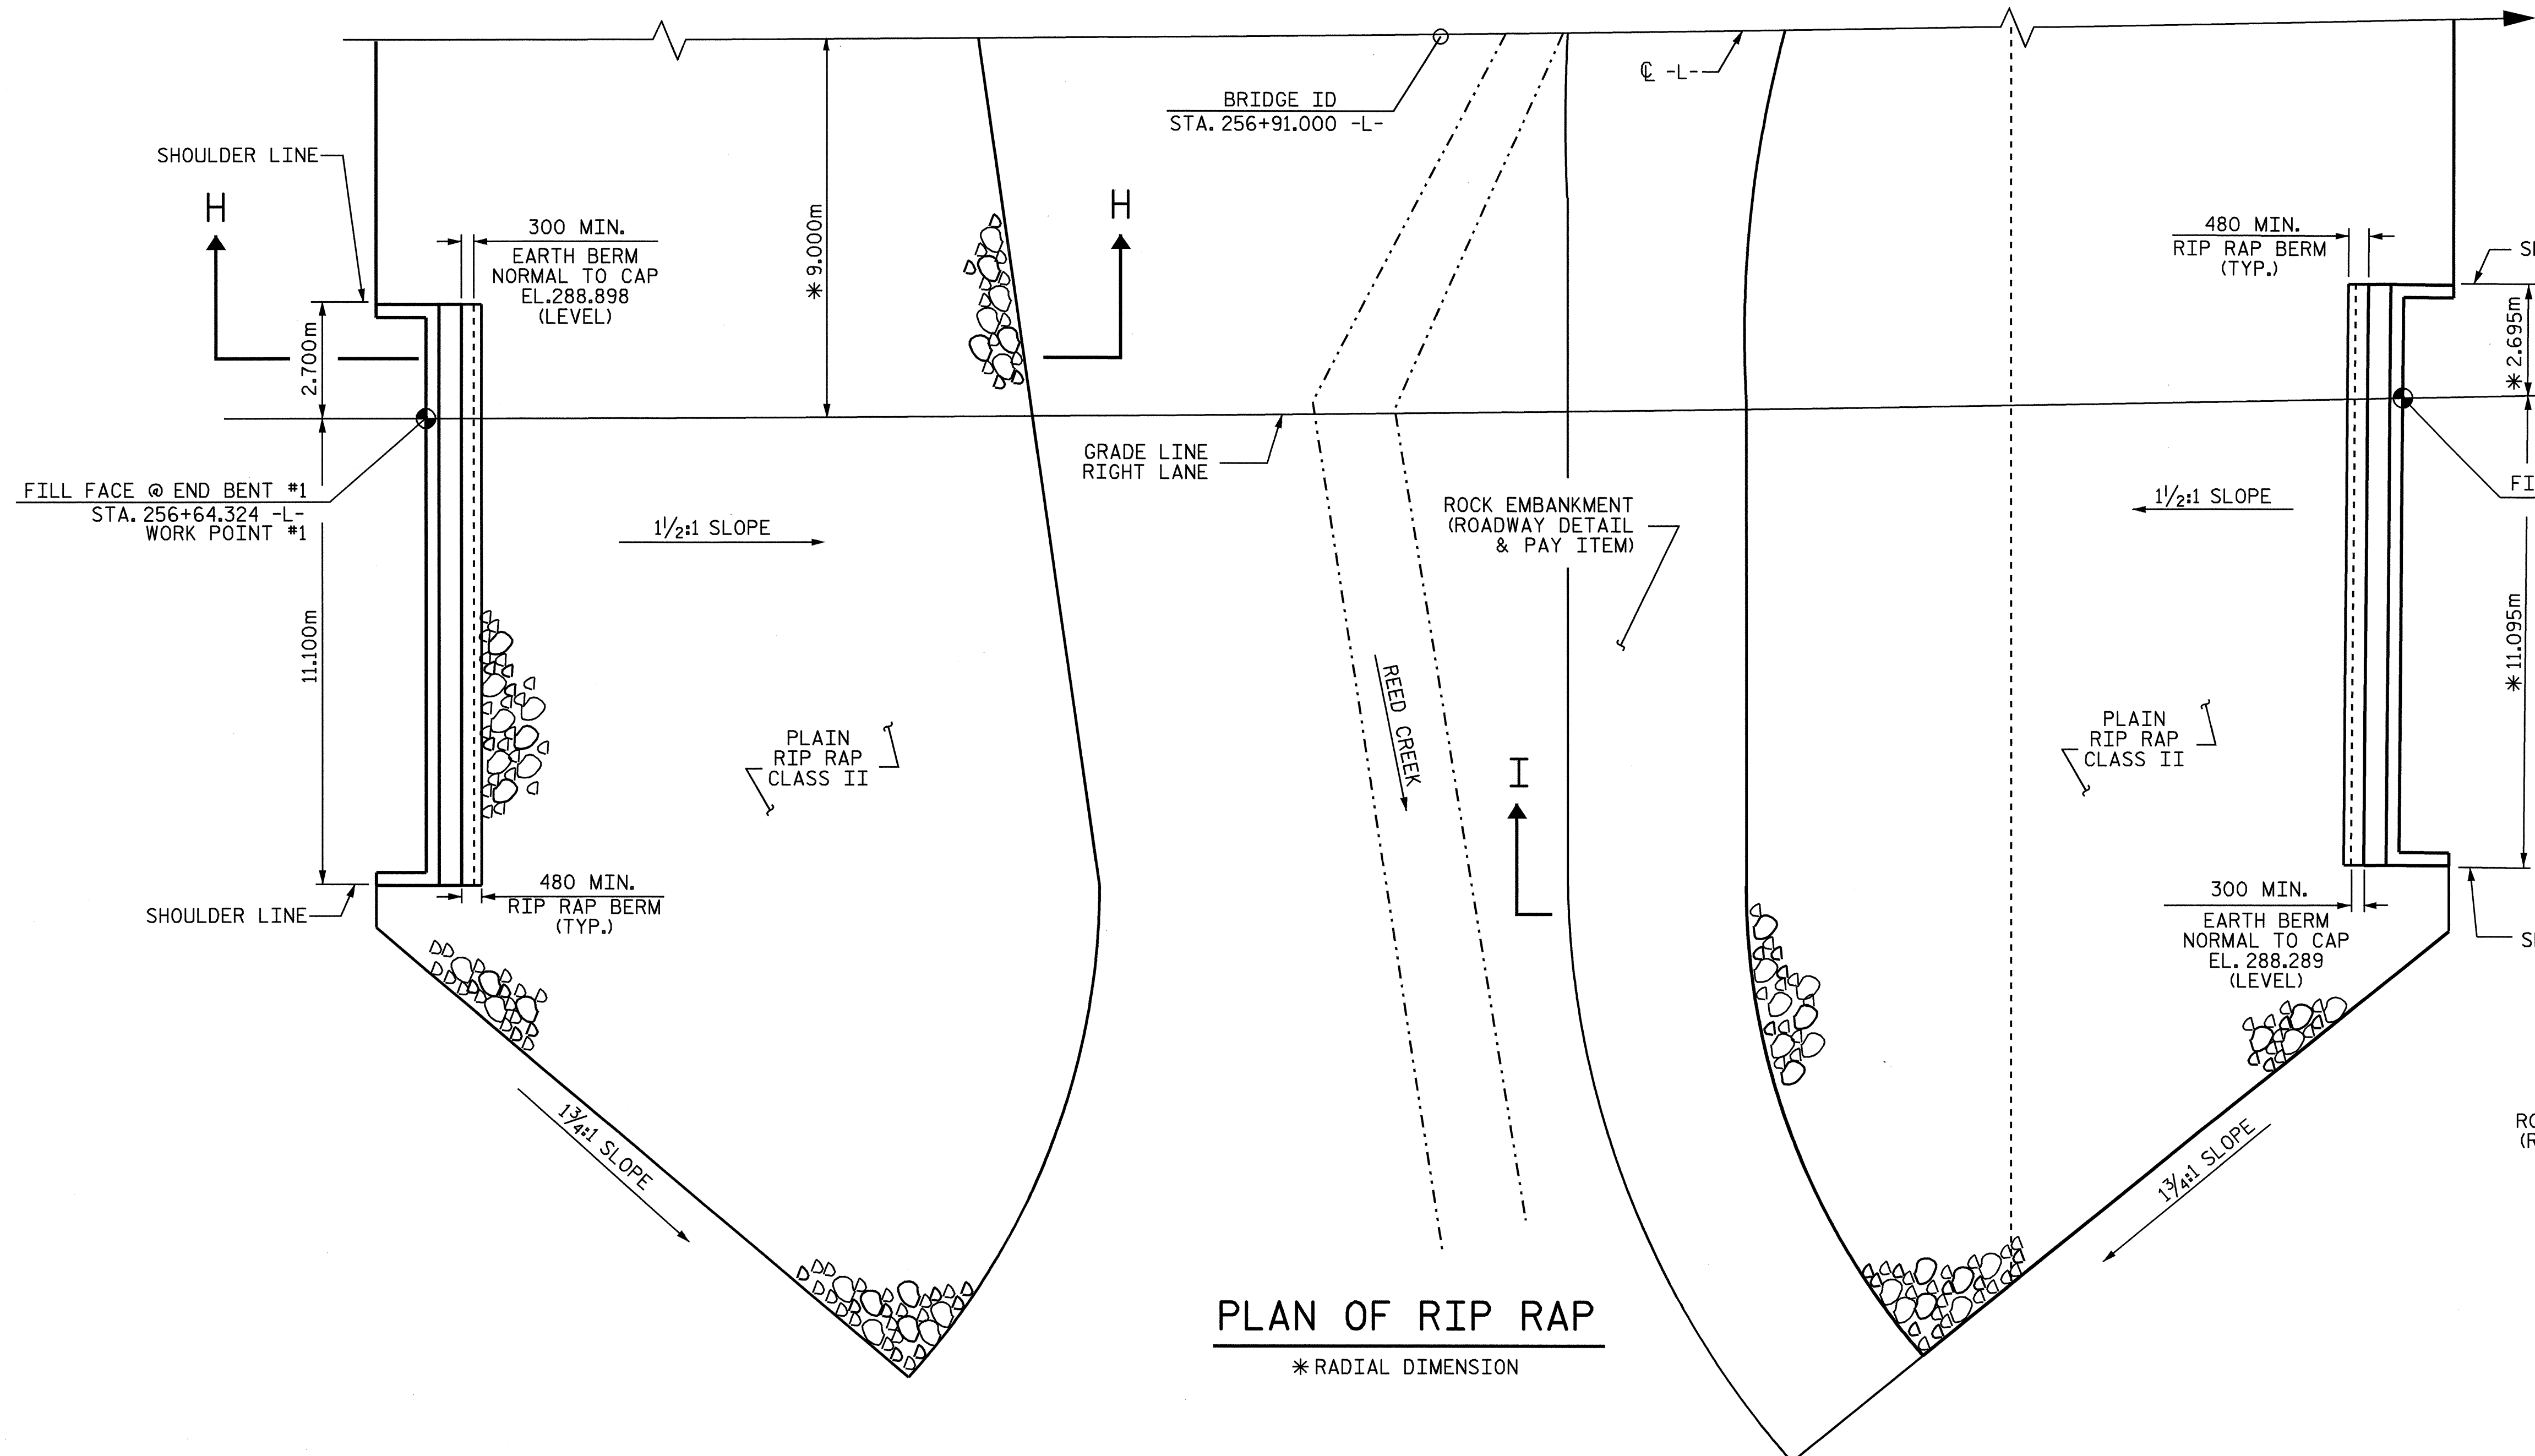 BRIDGE ID
STA. 256+91.000 -L-
℄ -L-
SHOULDER LINE
H
H
300 MIN.
EARTH BERM
NORMAL TO CAP
EL.288.898
(LEVEL)
✳ 9.000m
480 MIN.
RIP RAP BERM
(TYP.)
2.700m
✳ 2.695m
GRADE LINE
RIGHT LANE
FILL FACE @ END BENT #1
STA. 256+64.324 -L-
WORK POINT #1
1½:1 SLOPE
ROCK EMBANKMENT
(ROADWAY DETAIL
& PAY ITEM)
1½:1 SLOPE
11.100m
✳ 11.095m
REED CREEK
PLAIN
RIP RAP
CLASS II
PLAIN
RIP RAP
CLASS II
I
480 MIN.
RIP RAP BERM
(TYP.)
SHOULDER LINE
300 MIN.
EARTH BERM
NORMAL TO CAP
EL. 288.289
(LEVEL)
1¾:1 SLOPE
1¾:1 SLOPE
PLAN OF RIP RAP
✳ RADIAL DIMENSION